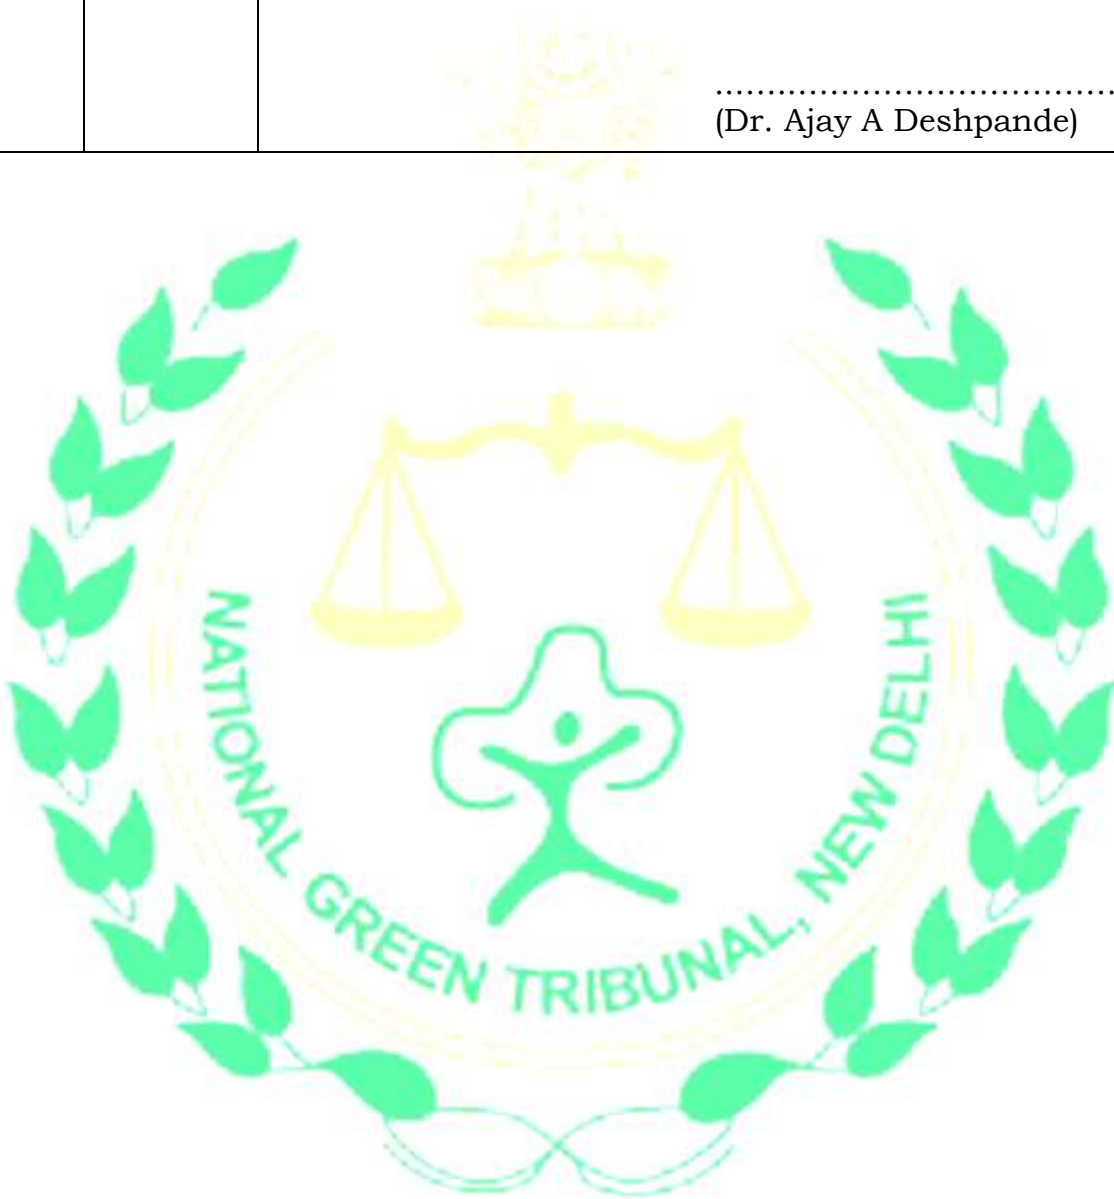 ....................................
(Dr. Ajay A Deshpande)
NATIONAL GREEN TRIBUNAL, NEW DELHI